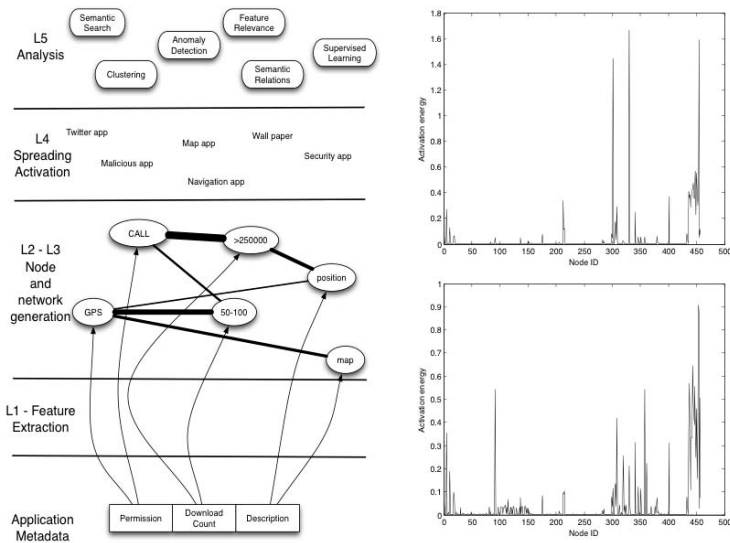 L5
Analysis
Semantic
Search
Feature
Relevance
Anomaly
Detection
Supervised
Learning
Clustering
Semantic
Relations
L4
Spreading
Activation
Twitter app
Wall paper
Map app
Malicious app
Security app
Navigation app
L2 - L3
Node
and
network
generation
CALL
>250000
position
GPS
50-100
map
L1 - Feature
Extraction
Application
Metadata
Permission
Download
Count
Description
1.8
1.6
1.4
1.2
1
0.8
0.6
0.4
0.2
0
Activation energy
0 50 100 150 200 250 300 350 400 450 500
Node ID
1
0.9
0.8
0.7
0.6
0.5
0.4
0.3
0.2
0.1
0
Activation energy
0 50 100 150 200 250 300 350 400 450 500
Node ID